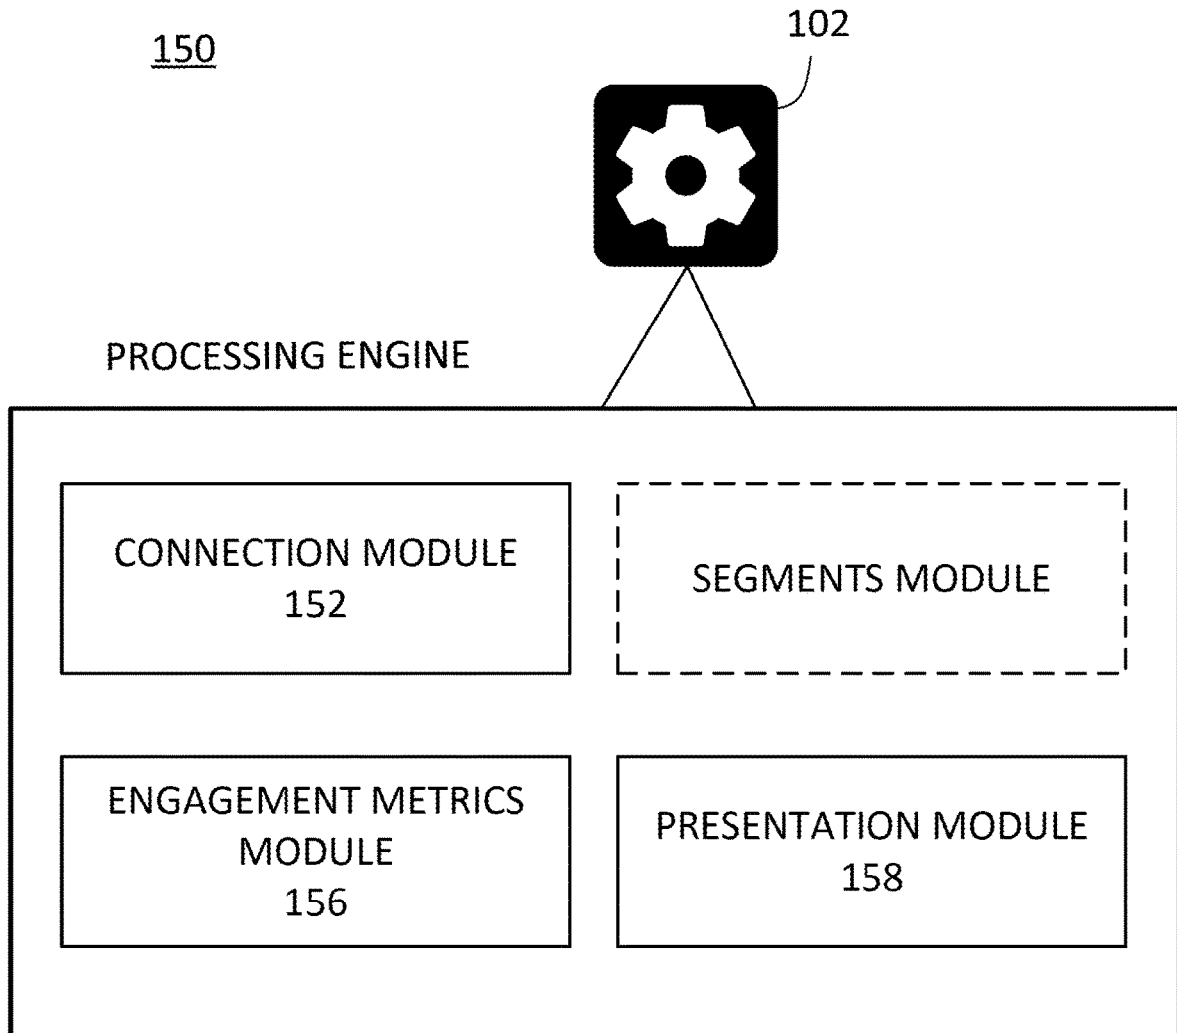 150
102
PROCESSING ENGINE
CONNECTION MODULE
152
SEGMENTS MODULE
ENGAGEMENT METRICS
MODULE
156
PRESENTATION MODULE
158